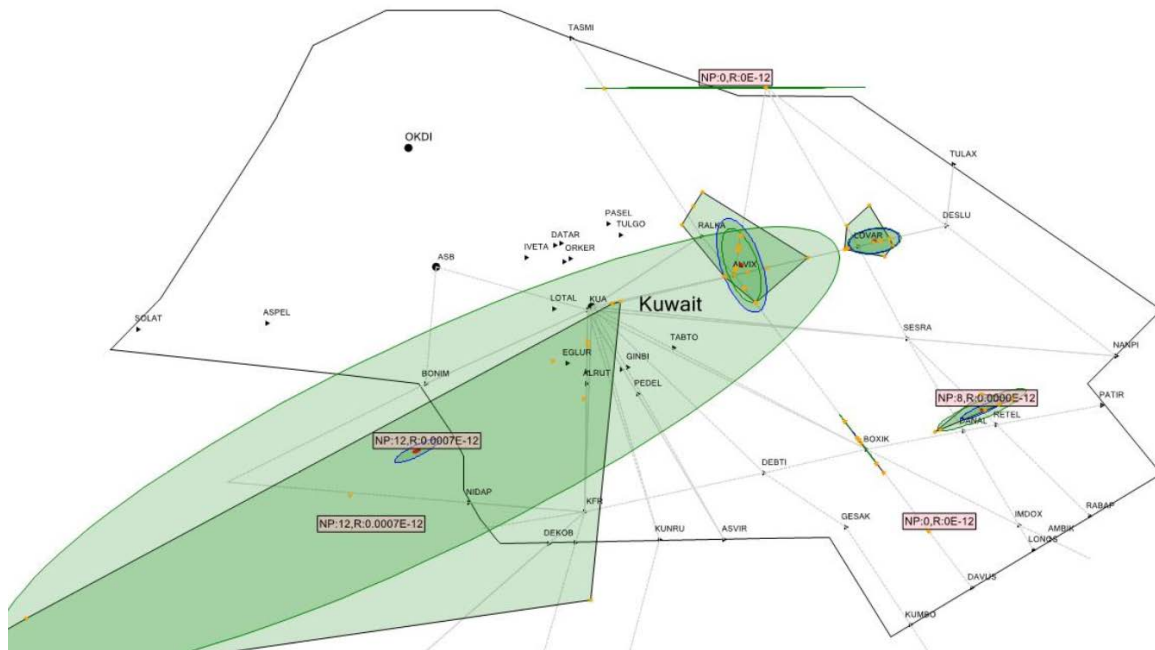 TASMI
NP:0,R:0E-12
OKDI
TULAX
PASEL
TULGO
RALKA
DESLU
DATAR
IVETA
ORKER
LOVAR
ASB
ALVIX
LOTAL
KUA
Kuwait
SOLAT
ASPEL
SESRA
TABTO
NANPI
EGLUR
GINBI
BONIM
ALRUT
PEDEL
NP:8,R:0.0000E-12
PATIR
RETEL
DANAL
NP:12,R:0.0007E-12
BOXIK
DEBTI
NIDAP
KFR
NP:12,R:0.0007E-12
GESAK
NP:0,R:0E-12
IMDOX
RABAP
DEKOB
KUNRU
ASVIR
AMBIK
LONOS
DAVUS
KUMBO